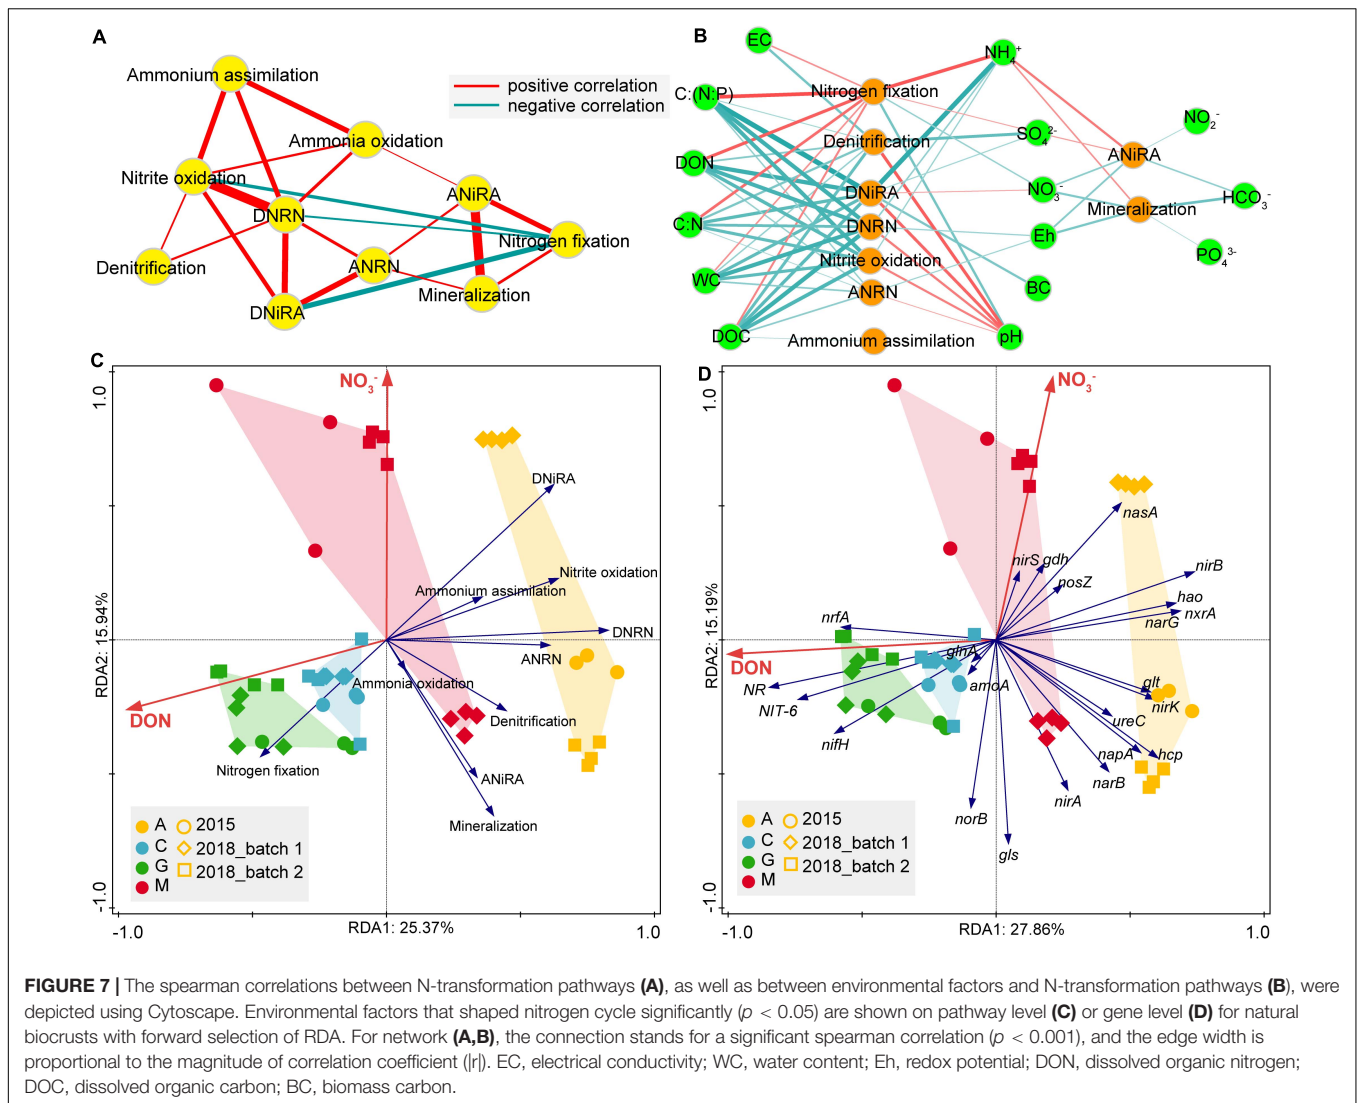 A
Ammonium assimilation
Ammonia oxidation
Nitrite oxidation
ANiRA
DNRN
Nitrogen fixation
Denitrification
ANRN
Mineralization
DNiRA
positive correlation
negative correlation
B
EC
NH₄⁺
C:(N:P)
Nitrogen fixation
NO₂⁻
Denitrification
SO₄²⁻
DON
ANiRA
DNiRA
NO₃⁻
HCO₃⁻
C:N
DNRN
Mineralization
Eh
Nitrite oxidation
PO₄³⁻
WC
ANRN
BC
DOC
Ammonium assimilation
pH
C
NO₃⁻
1.0
DNiRA
Nitrite oxidation
Ammonium assimilation
DNRN
ANRN
RDA2: 15.94%
Ammonia oxidation
DON
Denitrification
Nitrogen fixation
ANiRA
Mineralization
A 2015
C 2018_batch 1
G 2018_batch 2
M
-1.0
-1.0
RDA1: 25.37%
1.0
D
NO₃⁻
1.0
nasA
nirS gdh
nosZ
nirB
hao
nxrA
narG
nrfA
RDA2: 15.19%
DON
glnA
amoA
NR
NIT-6
glt
nirK
ureC
nifH
napA
hcp
narB
nirA
norB
gls
A 2015
C 2018_batch 1
G 2018_batch 2
M
-1.0
-1.0
RDA1: 27.86%
1.0
FIGURE 7 | The spearman correlations between N-transformation pathways (A), as well as between environmental factors and N-transformation pathways (B), were
depicted using Cytoscape. Environmental factors that shaped nitrogen cycle significantly (p < 0.05) are shown on pathway level (C) or gene level (D) for natural
biocrusts with forward selection of RDA. For network (A,B), the connection stands for a significant spearman correlation (p < 0.001), and the edge width is
proportional to the magnitude of correlation coefficient (|r|). EC, electrical conductivity; WC, water content; Eh, redox potential; DON, dissolved organic nitrogen;
DOC, dissolved organic carbon; BC, biomass carbon.